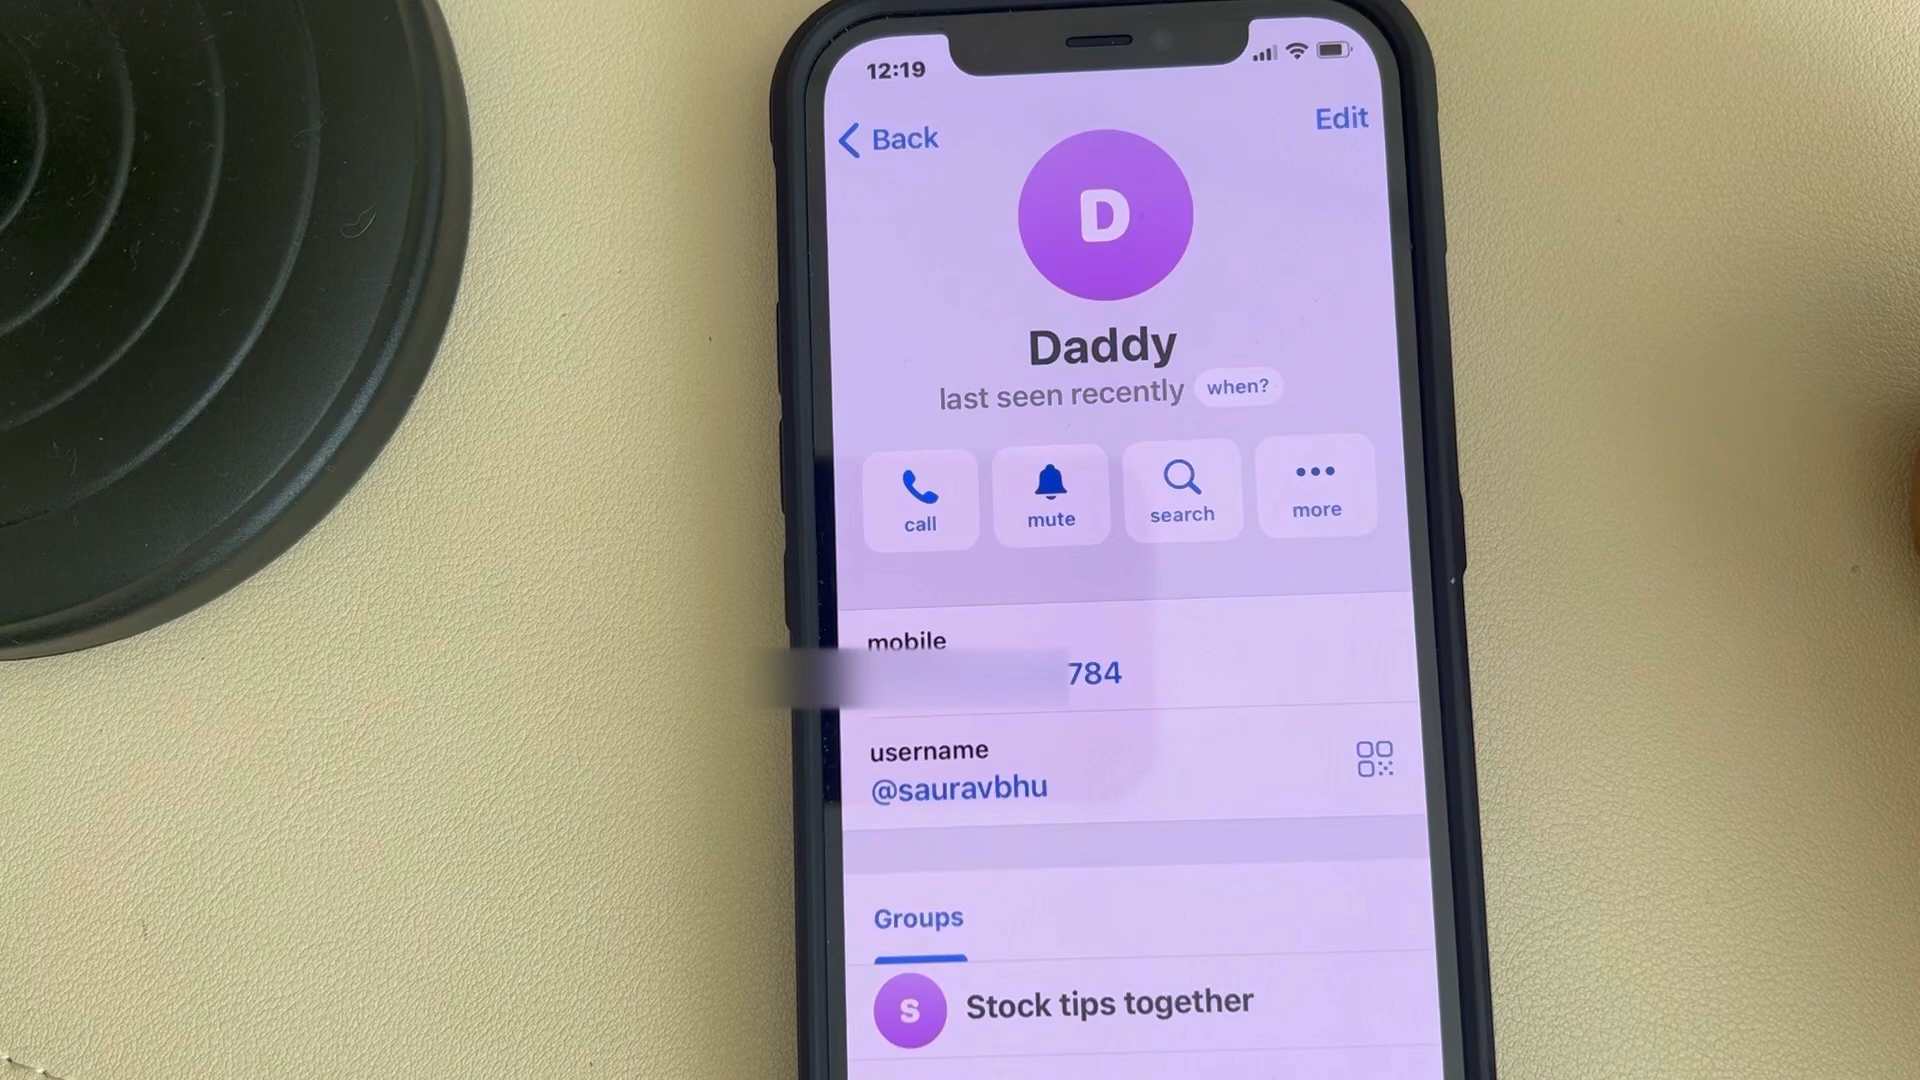 12:19
Back
Edit
D
Daddy
last seen recently when?
call
mute
search
more
mobile
784
username
@sauravbhu
Groups
S
Stock tips together